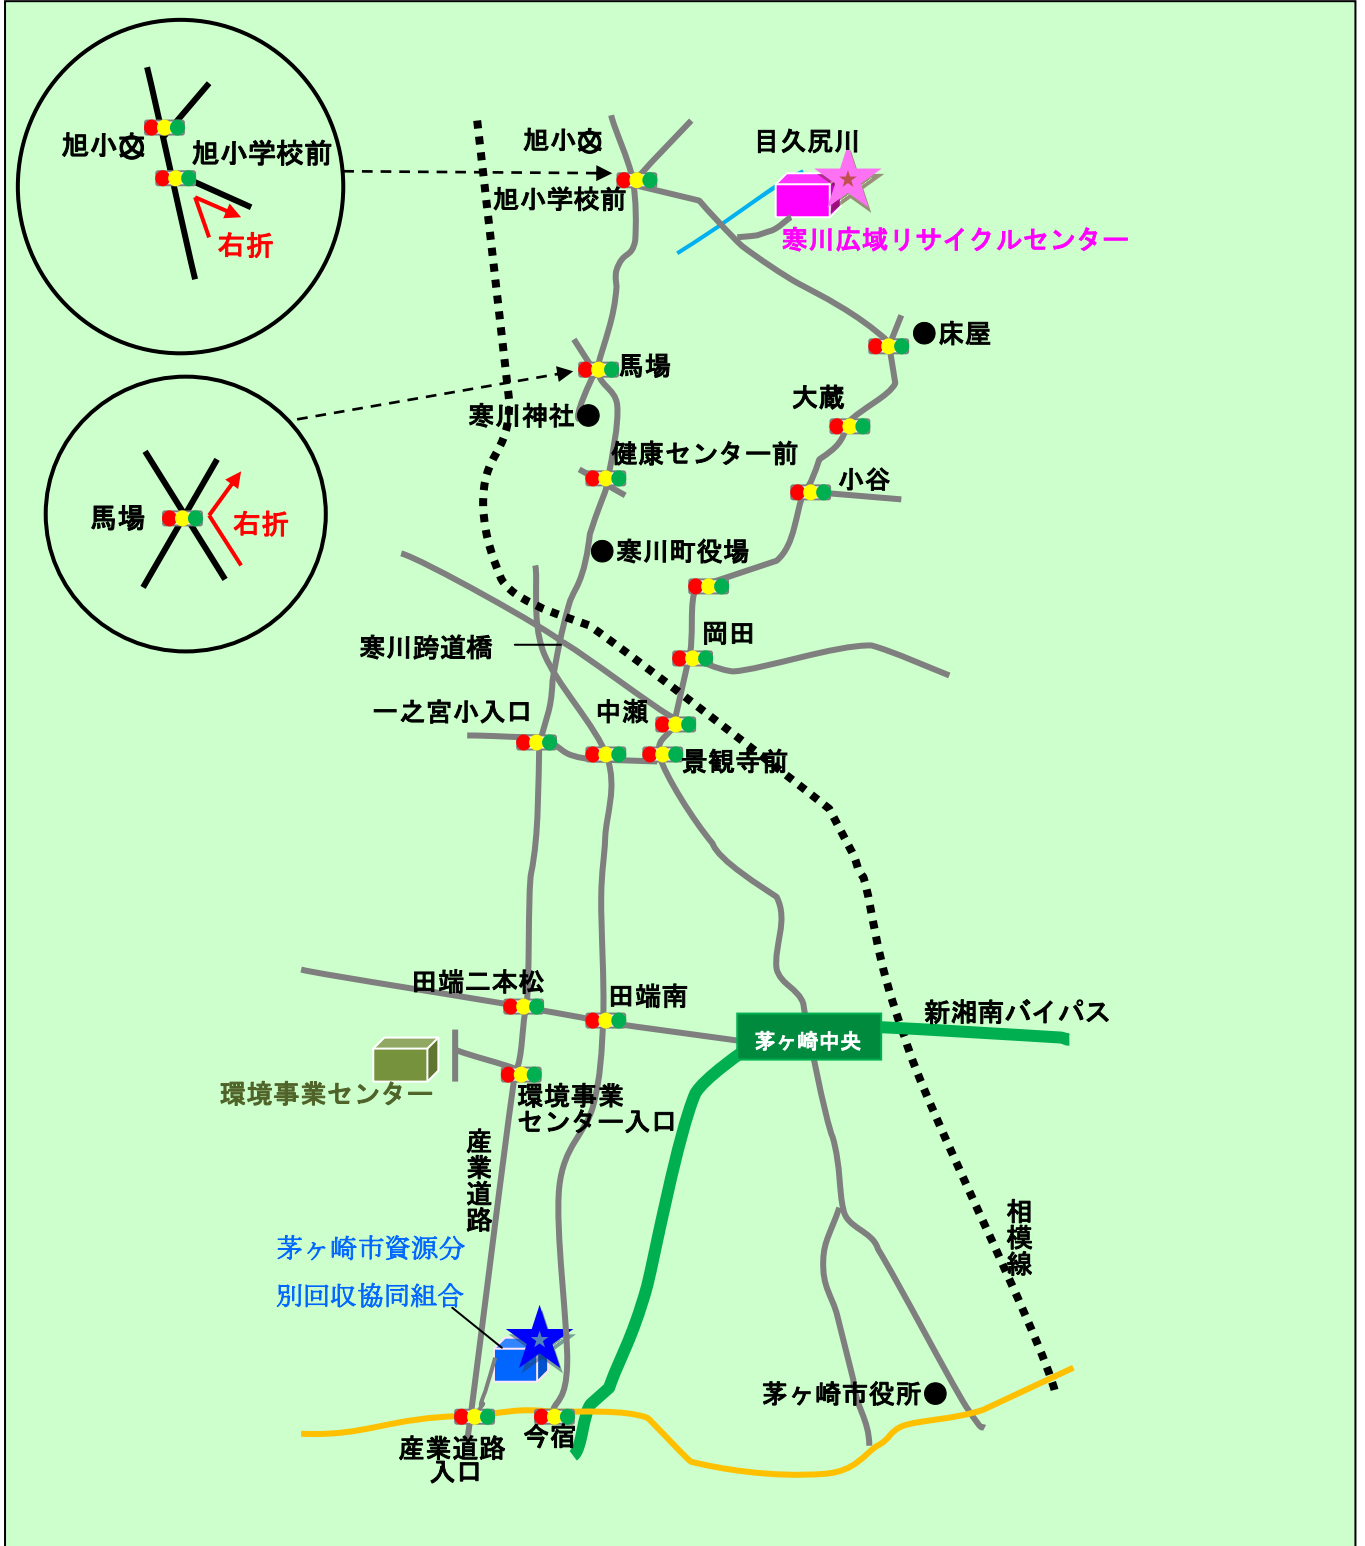 旭小
旭小学校前
右折
旭小
旭小学校前
目久尻川
寒川広域リサイクルセンター
床屋
馬場
大蔵
寒川神社
健康センター前
小谷
馬場
右折
寒川町役場
岡田
寒川跨道橋
一之宮小入口
中瀬
景観寺前
田端二本松
田端南
新湘南バイパス
茅ヶ崎中央
環境事業センター
環境事業
センター入口
産業道路
相模線
茅ヶ崎市資源分
別回収協同組合
茅ヶ崎市役所
今宿
産業道路
入口